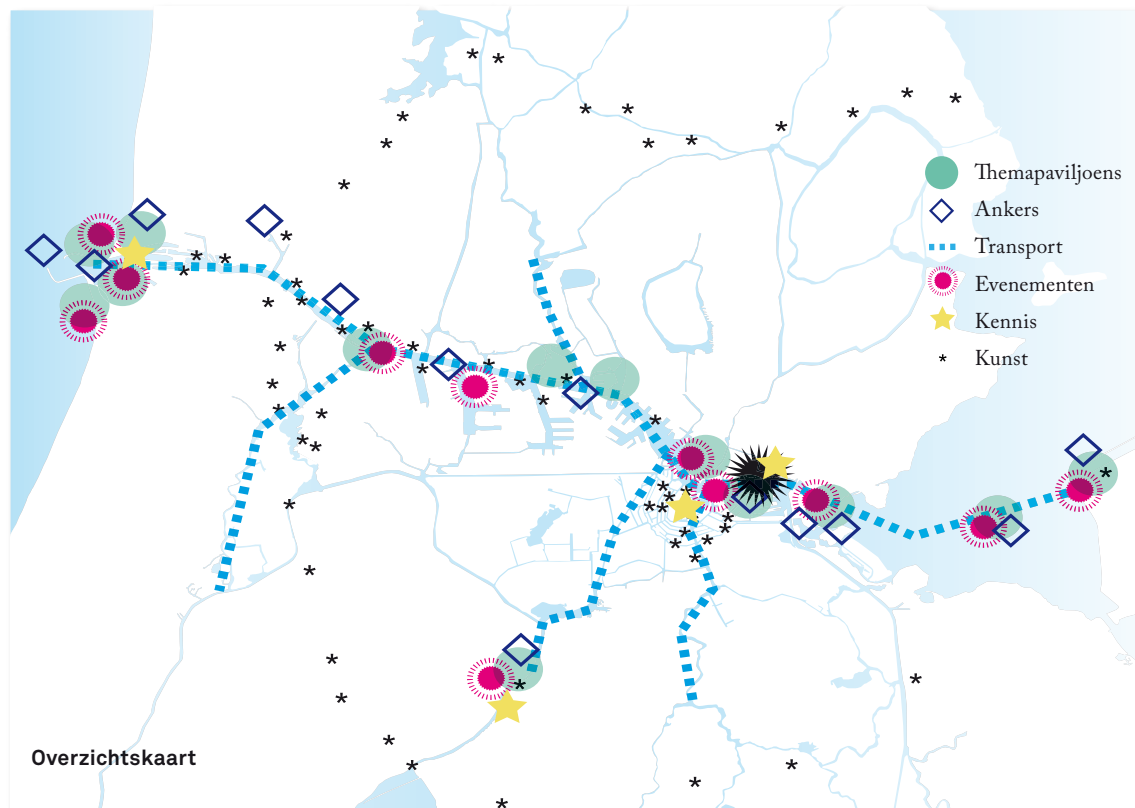 Themapaviljoens
Ankers
Transport
Evenementen
Kennis
Kunst
Overzichtskaart